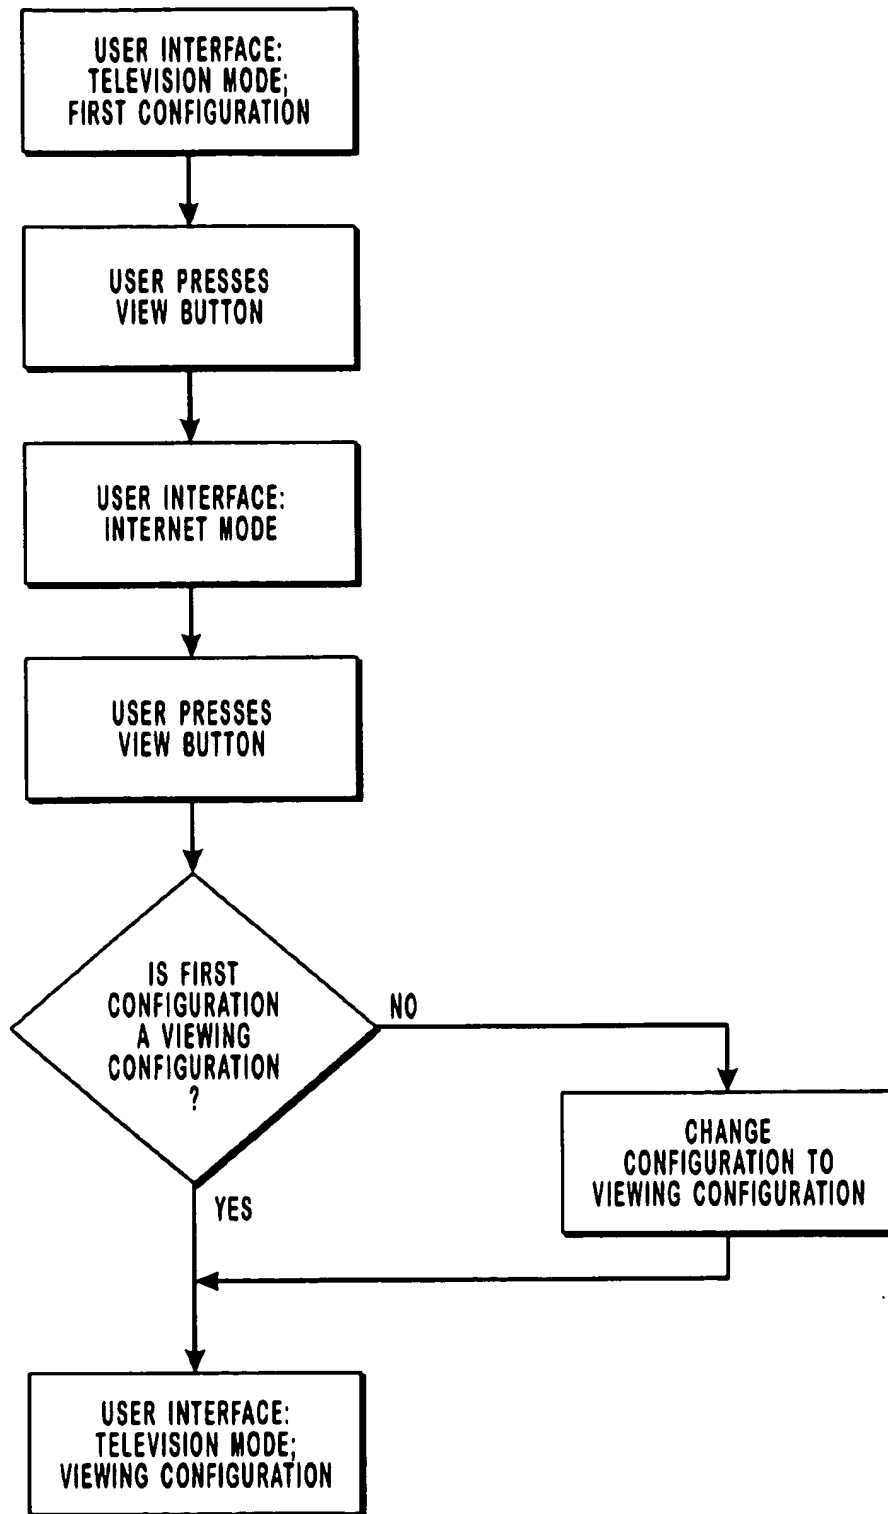 USER INTERFACE:
TELEVISION MODE;
FIRST CONFIGURATION
USER PRESSES
VIEW BUTTON
USER INTERFACE:
INTERNET MODE
USER PRESSES
VIEW BUTTON
IS FIRST
CONFIGURATION
A VIEWING
CONFIGURATION
?
NO
CHANGE
CONFIGURATION TO
VIEWING CONFIGURATION
YES
USER INTERFACE:
TELEVISION MODE;
VIEWING CONFIGURATION